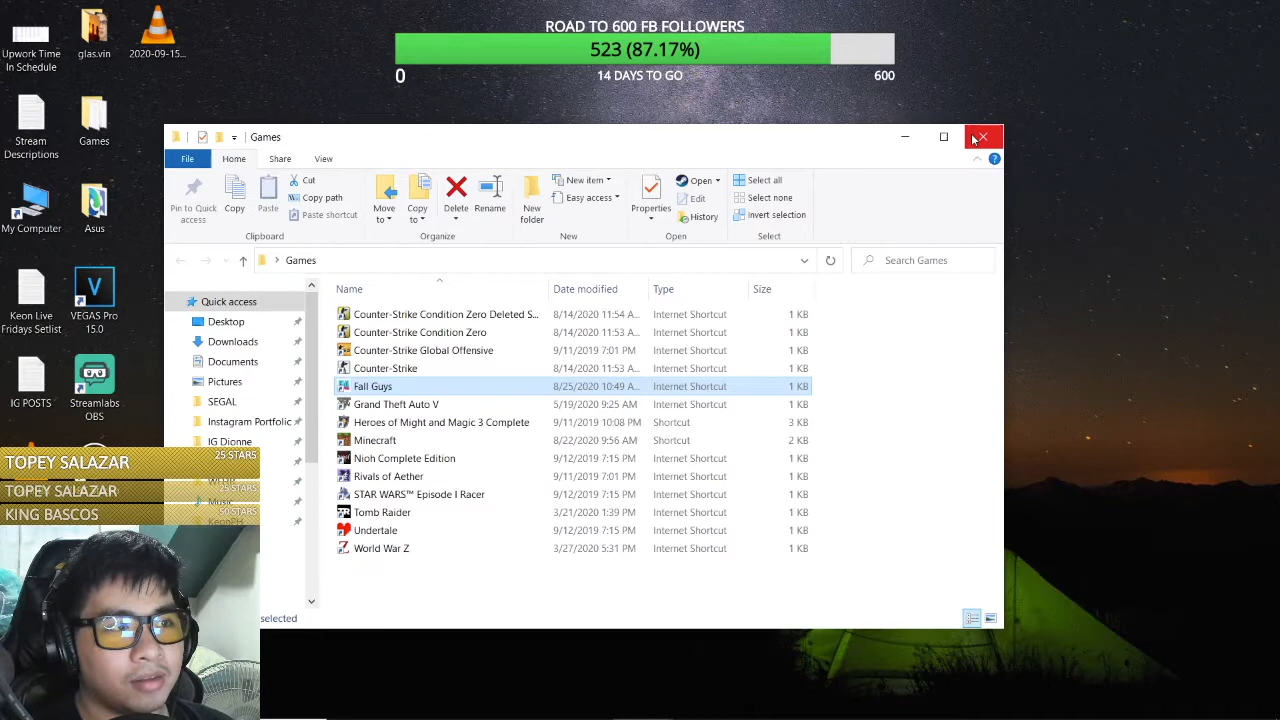 ROAD TO 600 FB FOLLOWERS
523 (87.17%)
0
14 DAYS TO GO
600
Upwork Time In Schedule
glas.vin
2020-09-15...
Stream Descriptions
Games
My Computer
Asus
Keon Live Fridays Setlist
VEGAS Pro 15.0
IG POSTS
Streamlabs OBS
Games
File
Home
Share
View
Pin to Quick access
Copy
Paste
Cut
Copy path
Paste shortcut
Clipboard
Move to
Copy to
Delete
Rename
Organize
New folder
New item
Easy access
New
Properties
Open
Edit
History
Open
Select all
Select none
Invert selection
Select
Games
Search Games
Quick access
Desktop
Downloads
Documents
Pictures
SEGAL
Instagram Portfolic
IG Dionne
Music
Name Date modified Type Size
Counter-Strike Condition Zero Deleted S... 8/14/2020 11:54 A... Internet Shortcut 1 KB
Counter-Strike Condition Zero 8/14/2020 11:53 A... Internet Shortcut 1 KB
Counter-Strike Global Offensive 9/11/2019 7:01 PM Internet Shortcut 1 KB
Counter-Strike 8/14/2020 11:53 A... Internet Shortcut 1 KB
Fall Guys 8/25/2020 10:49 A... Internet Shortcut 1 KB
Grand Theft Auto V 5/19/2020 9:25 AM Internet Shortcut 1 KB
Heroes of Might and Magic 3 Complete 9/11/2019 10:08 PM Shortcut 3 KB
Minecraft 8/22/2020 9:56 AM Shortcut 2 KB
Nioh Complete Edition 9/12/2019 7:15 PM Internet Shortcut 1 KB
Rivals of Aether 9/11/2019 7:01 PM Internet Shortcut 1 KB
STAR WARS™ Episode I Racer 9/12/2019 7:15 PM Internet Shortcut 1 KB
Tomb Raider 3/21/2020 1:39 PM Internet Shortcut 1 KB
Undertale 9/12/2019 7:15 PM Internet Shortcut 1 KB
World War Z 3/27/2020 5:31 PM Internet Shortcut 1 KB
selected
TOPEY SALAZAR 25 STARS
TOPEY SALAZAR 25 STARS
KING BASCOS 50 STARS